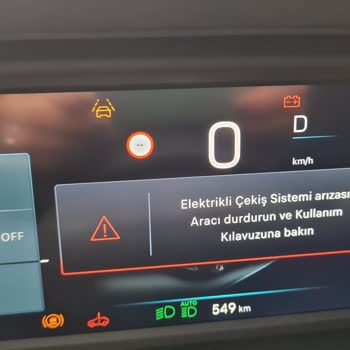 0
D
km/h
Elektrikli Çekiş Sistemi arızası
Aracı durdurun ve Kullanım
Kılavuzuna bakın
OFF
AUTO
549 km